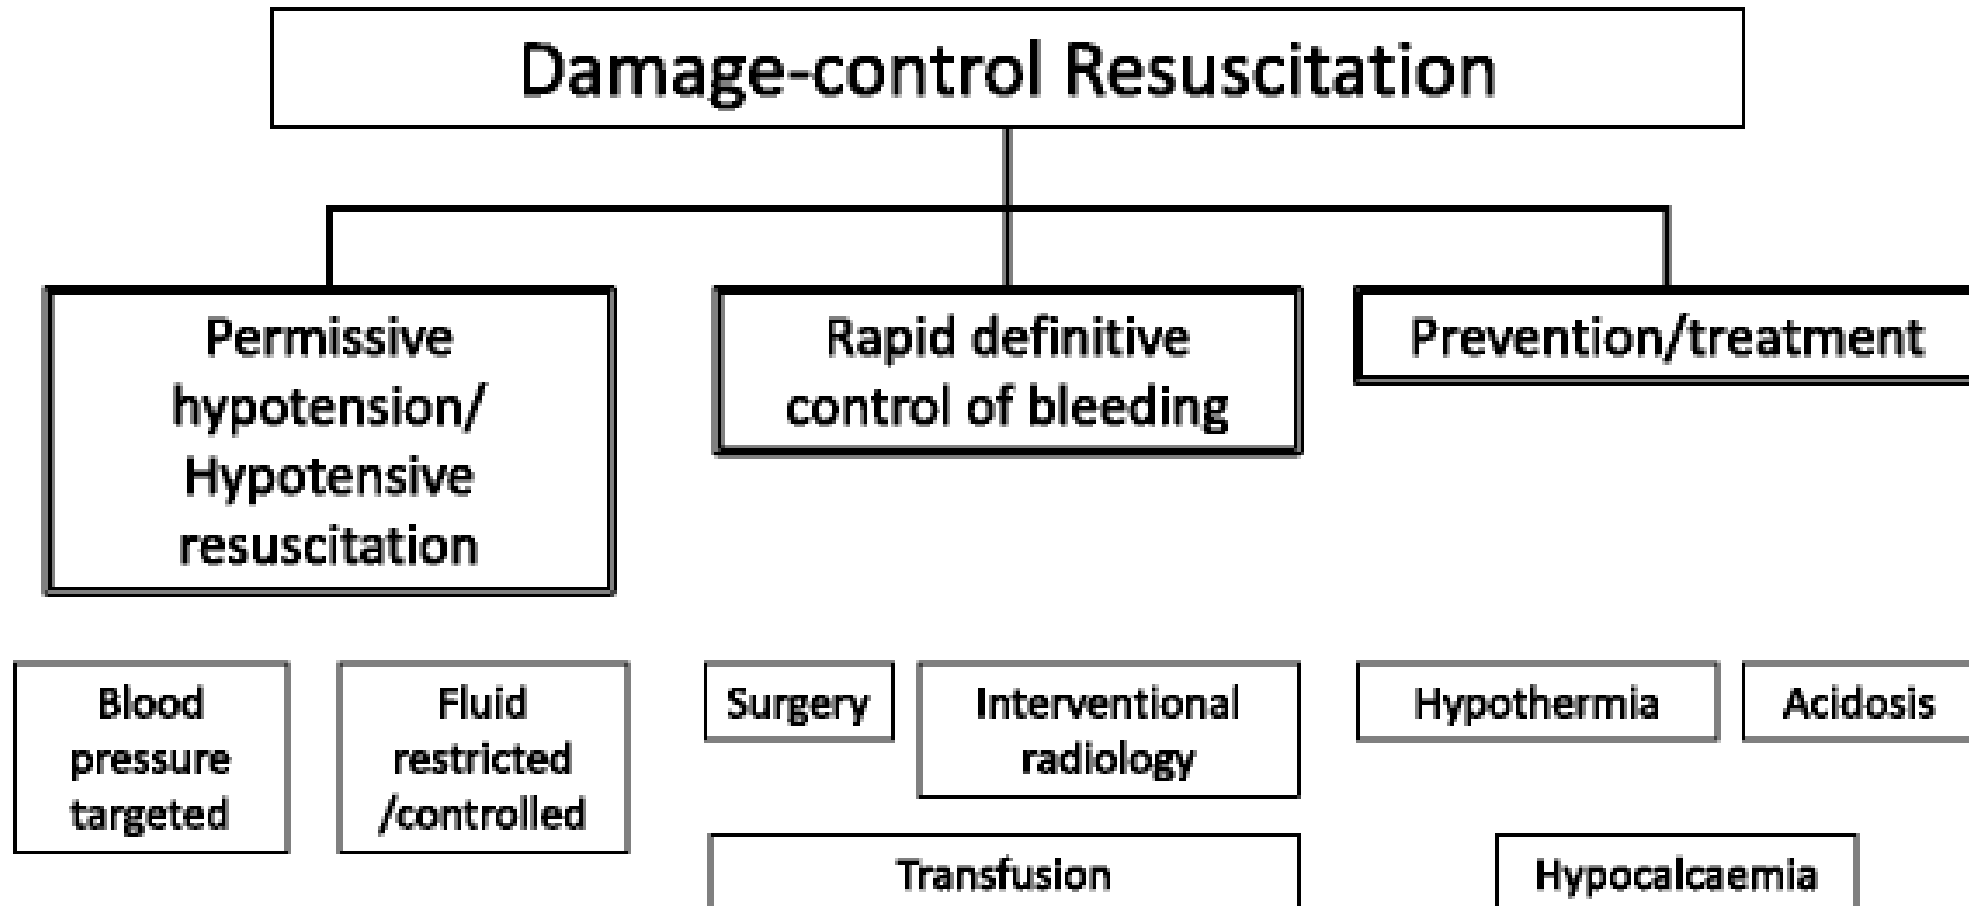 Damage-control Resuscitation
Permissive
hypotension/
Hypotensive
resuscitation
Rapid definitive
control of bleeding
Prevention/treatment
Blood
pressure
targeted
Fluid
restricted
/controlled
Surgery
Interventional
radiology
Transfusion
Hypothermia
Acidosis
Hypocalcaemia